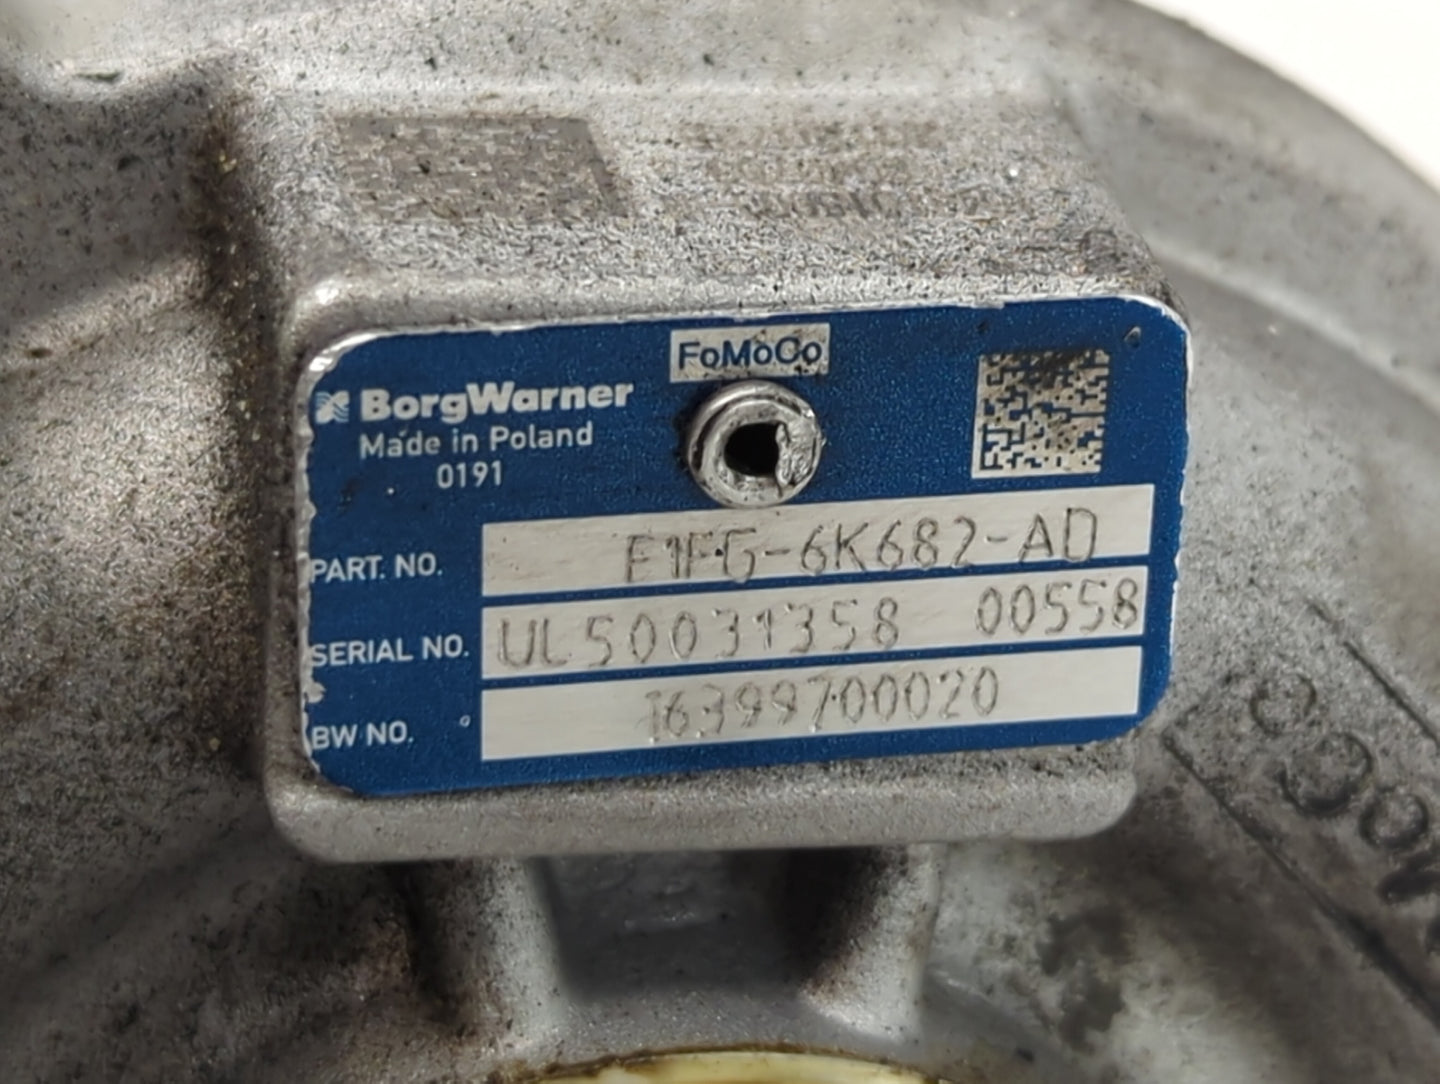 FoMoCo
BorgWarner
Made in Poland
0191
PART. NO. E1FG-6K682-AD
SERIAL NO. UL50031358 00558
BW NO. 16399700020